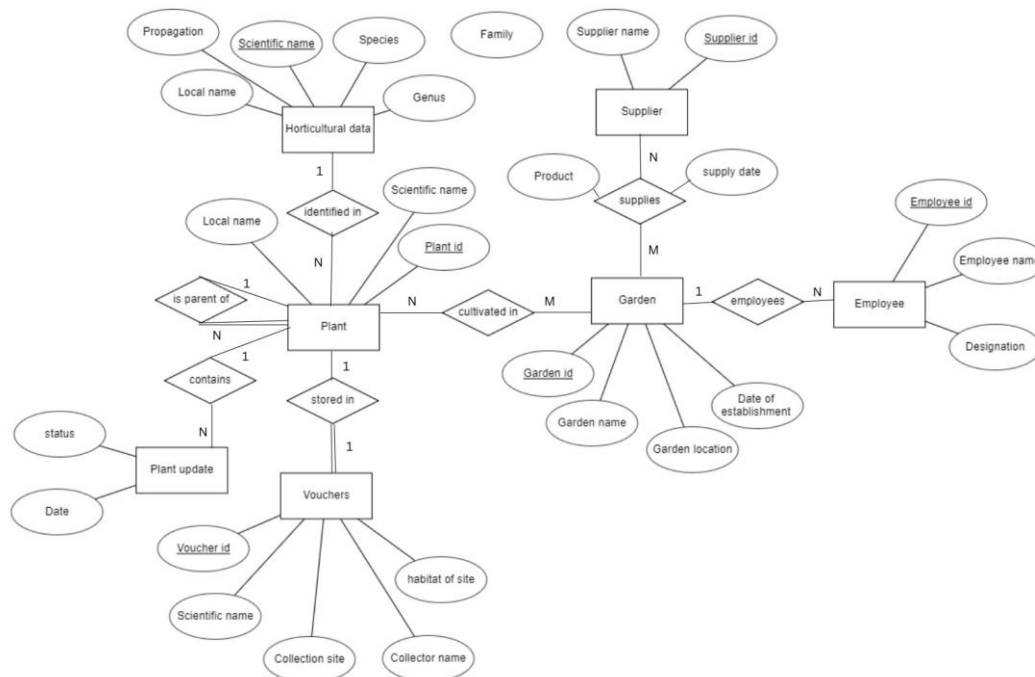 Propagation
Scientific name
Species
Family
Supplier name
Supplier id
Local name
Genus
Horticultural data
Supplier
1
N
Product
supply date
identified in
Scientific name
supplies
Local name
Plant id
Employee id
N
M
Employee name
is parent of
1
N
Plant
N
cultivated in
M
Garden
1
employees
N
Employee
1
contains
1
stored in
Garden id
Date of
establishment
Designation
Garden name
Garden location
status
N
1
Plant update
Date
Vouchers
Voucher id
habitat of site
Scientific name
Collection site
Collector name